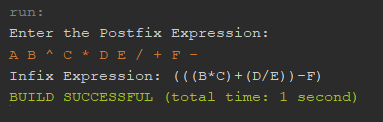 run:
Enter the Postfix Expression:
A B ^ C * D E / + F -
Infix Expression: (((B*C)+(D/E))-F)
BUILD SUCCESSFUL (total time: 1 second)